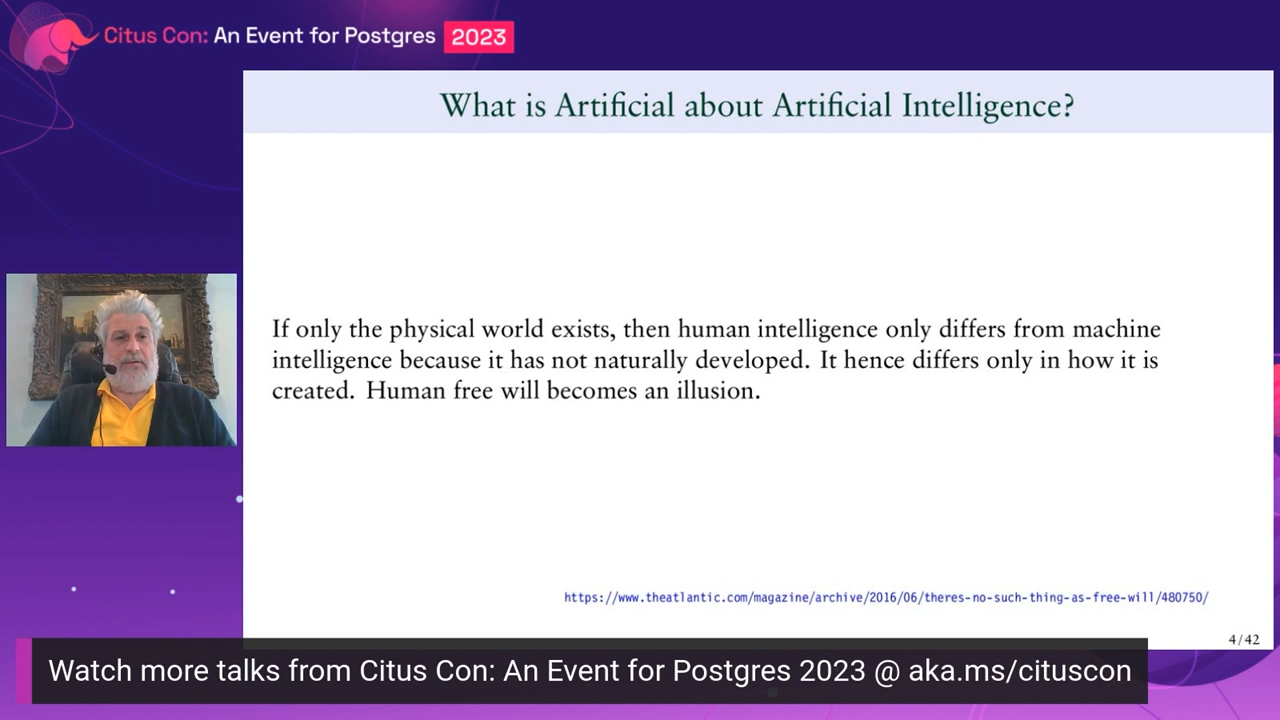 Citus Con: An Event for Postgres 2023
What is Artificial about Artificial Intelligence?
If only the physical world exists, then human intelligence only differs from machine
intelligence because it has not naturally developed. It hence differs only in how it is
created. Human free will becomes an illusion.
https://www.theatlantic.com/magazine/archive/2016/06/theres-no-such-thing-as-free-will/480750/
4/42
Watch more talks from Citus Con: An Event for Postgres 2023 @ aka.ms/cituscon